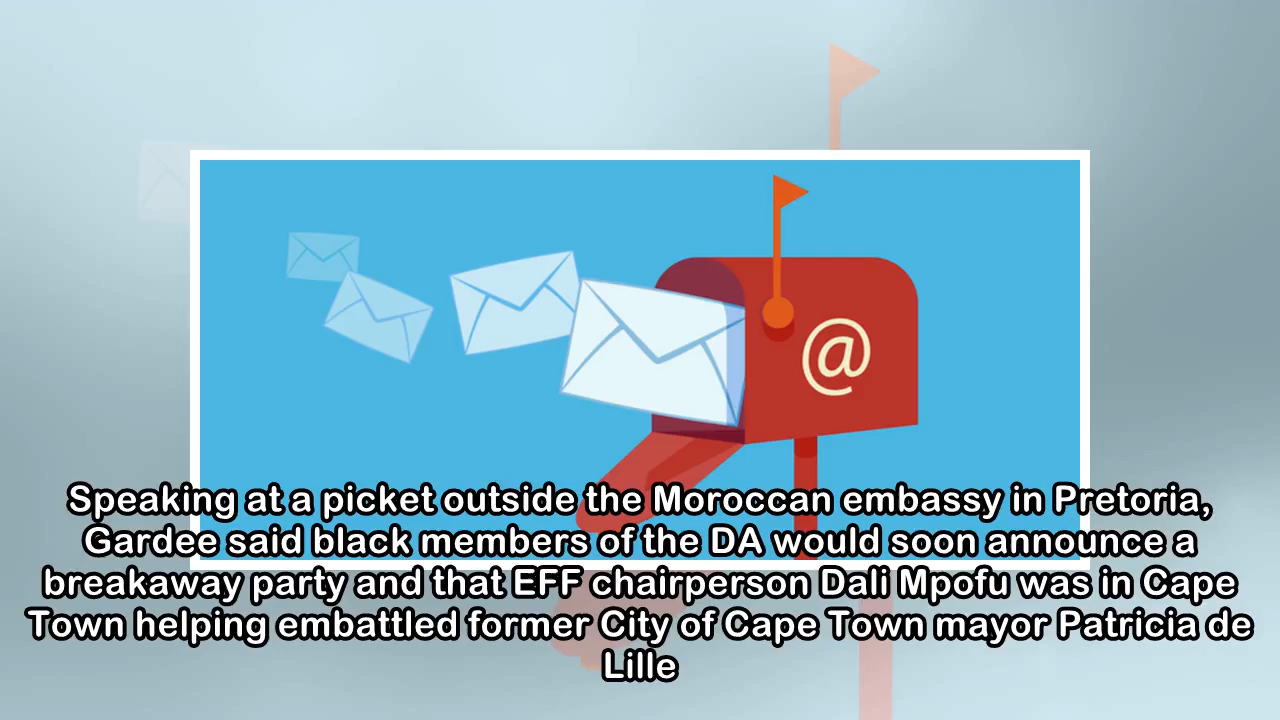 @
Speaking at a picket outside the Moroccan embassy in Pretoria,
Gardee said black members of the DA would soon announce a
breakaway party and that EFF chairperson Dali Mpofu was in Cape
Town helping embattled former City of Cape Town mayor Patricia de
Lille